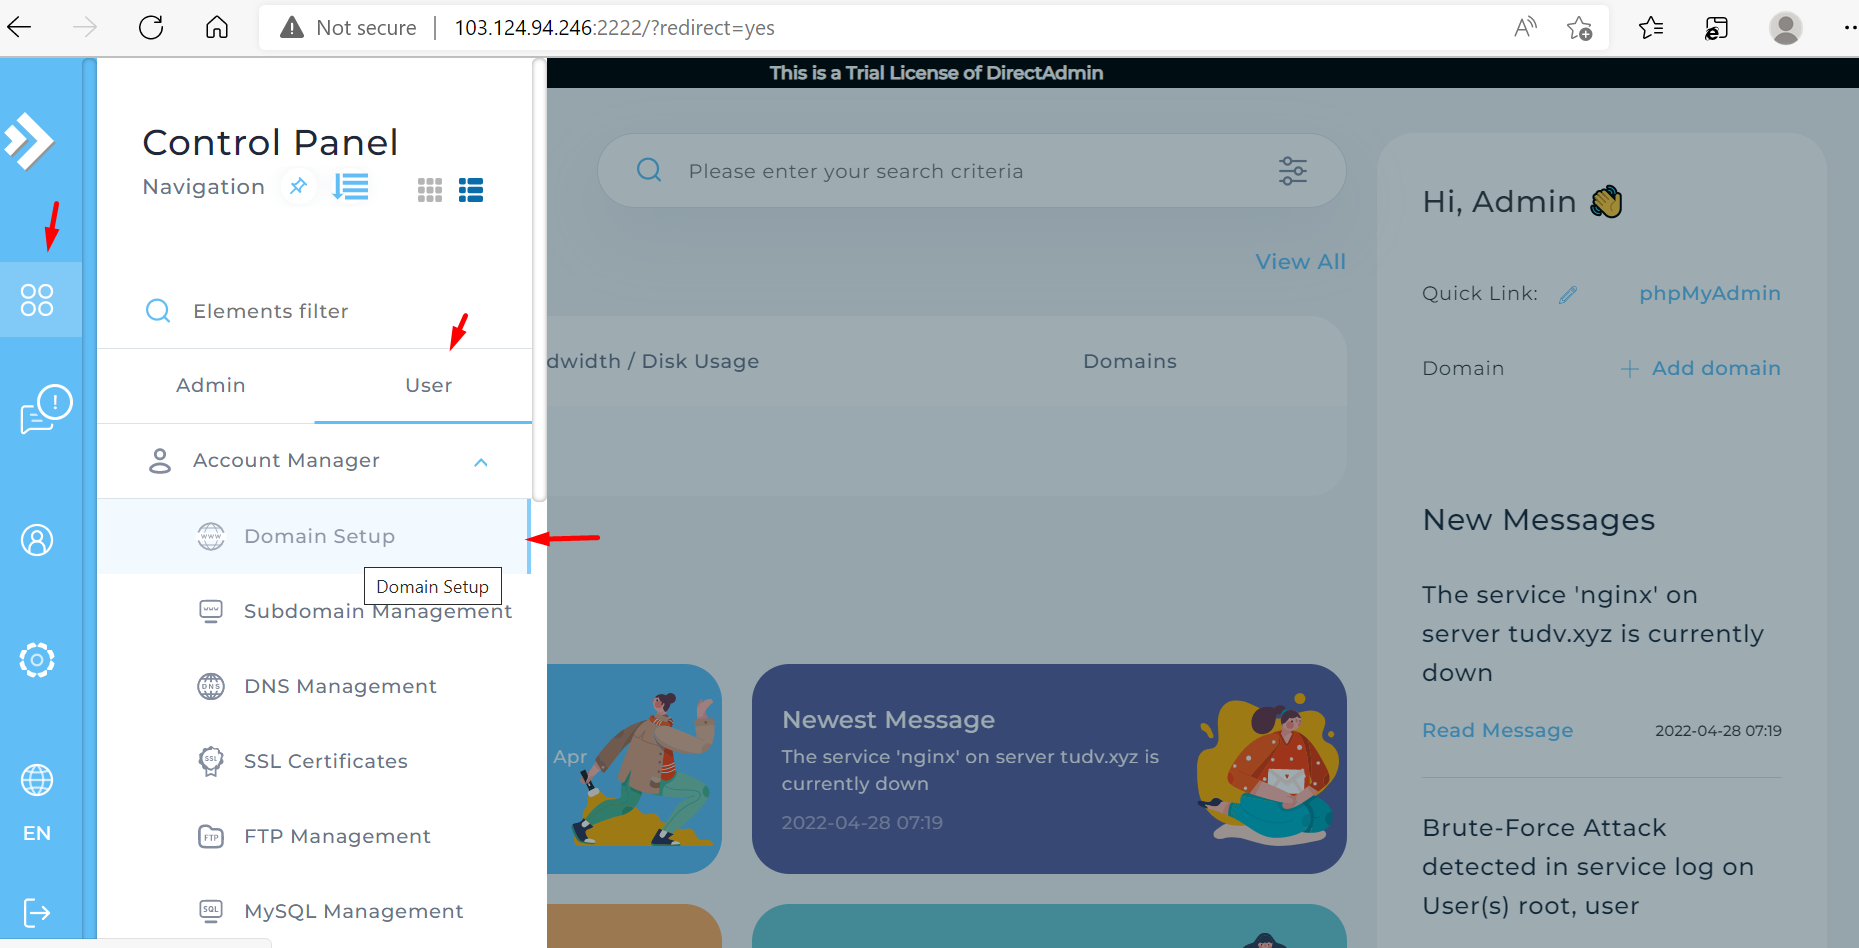 Not secure 103.124.94.246:2222/?redirect=yes
This is a Trial License of DirectAdmin
Control Panel
Navigation
Elements filter
Admin User
Account Manager
Domain Setup
Domain Setup
Subdomain Management
DNS Management
SSL Certificates
FTP Management
MySQL Management
EN
Please enter your search criteria
View All
dwidth / Disk Usage Domains
Apr
Newest Message
The service 'nginx' on server tudv.xyz is
currently down
2022-04-28 07:19
Hi, Admin
Quick Link: phpMyAdmin
Domain + Add domain
New Messages
The service 'nginx' on
server tudv.xyz is currently
down
Read Message 2022-04-28 07:19
Brute-Force Attack
detected in service log on
User(s) root, user